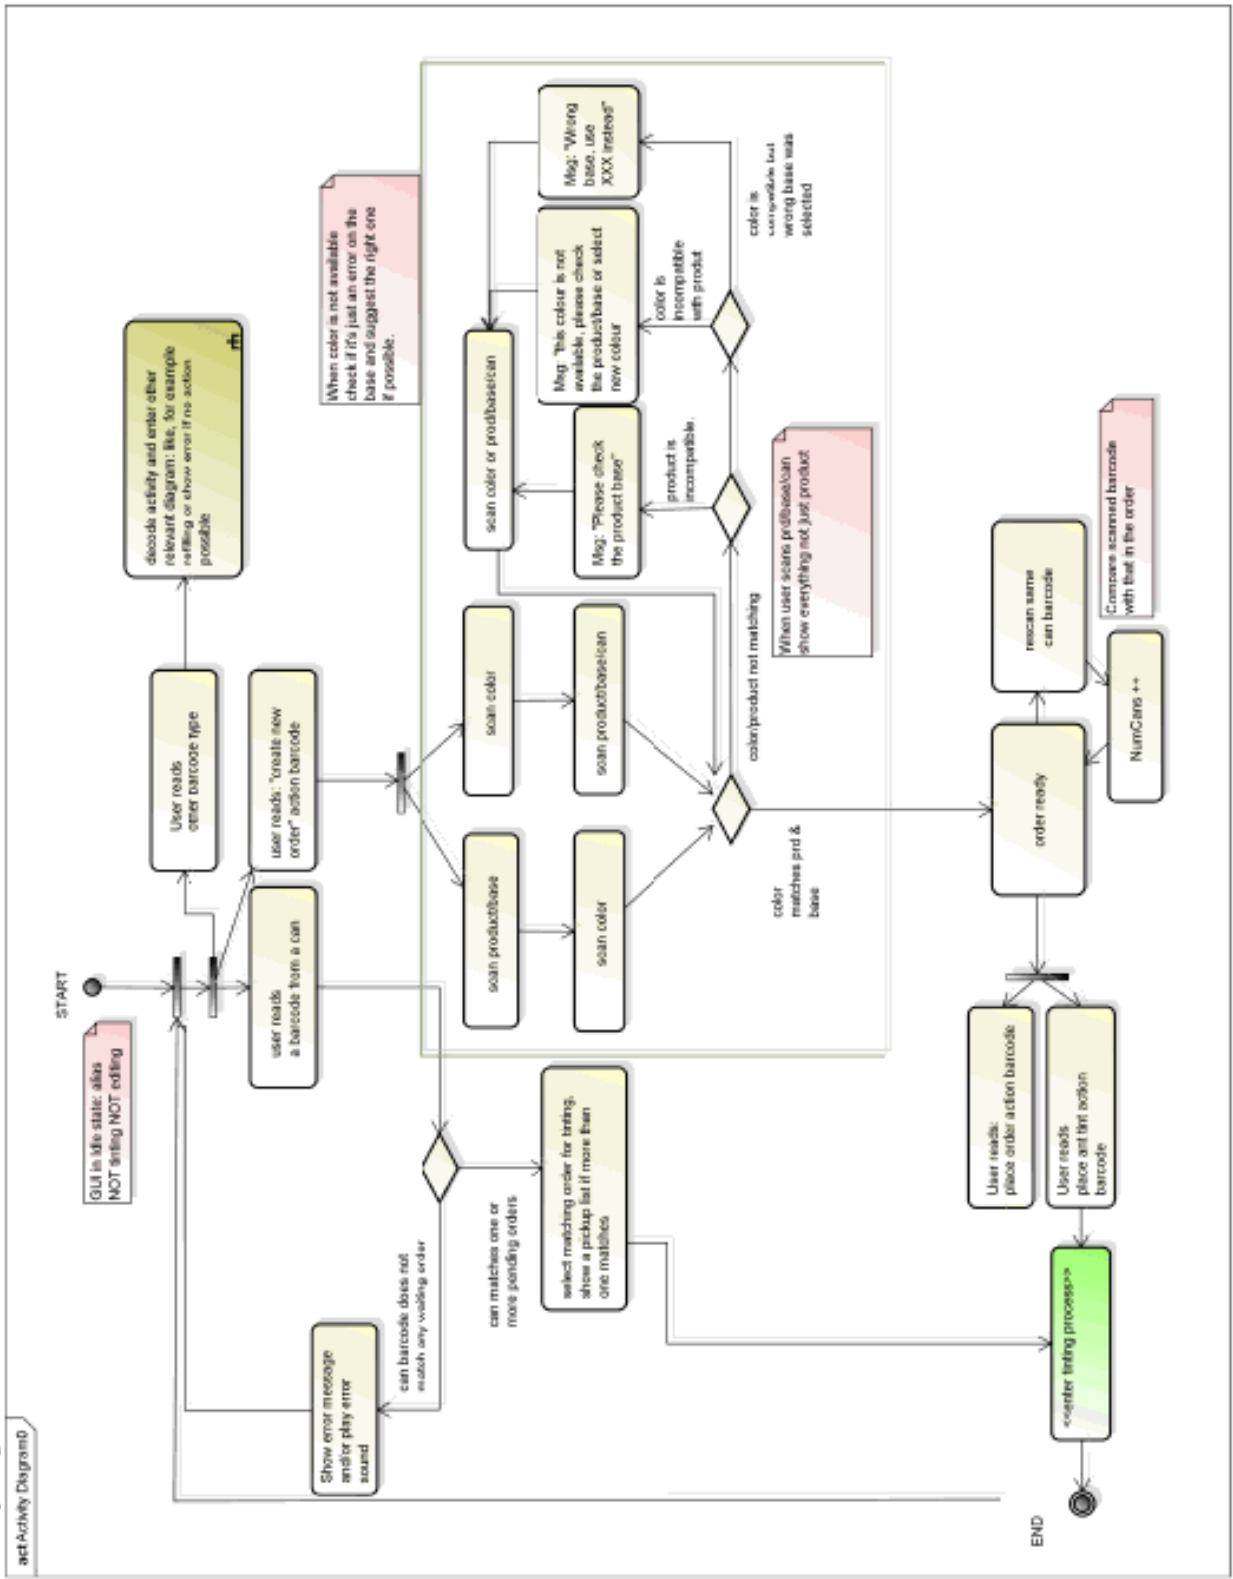 act Activity Diagram0
START
GUI in Idle state: alias
NOT tinting NOT editing
User reads
other barcode type
decode activity and enter other
relevant diagram: like, for example
refilling or show error if no action
possible
user reads: "create new
order" action barcode
user reads
a barcode from a can
Show error message
and/or play error
sound
can barcode does not
match any waiting order
can matches one or
more pending orders
select matching order for tinting,
show a pickup list if more than
one matches
When color is not available
check if it's just an error on the
base and suggest the right one
if possible.
scan product/base
scan color
scan color
scan product/base/can
scan color or prod/base/can
Msg: "Please check
the product base"
Msg: "this colour is not
available, please check
the product/base or select
new colour
Msg: "Wrong
base, use
XXX instead"
product is
incompatible.
color is
incompatible
with produt
color is
compatible but
wrong base was
selected
color/product not matching
When user scans prd/base/can
show everything not just product
color
matches prd &
base
order ready
rescan same
can barcode
NumCans ++
Compare scanned barcode
with that in the order
User reads:
place order action barcode
User reads
place ant tint action
barcode
<<enter tinting process>>
END